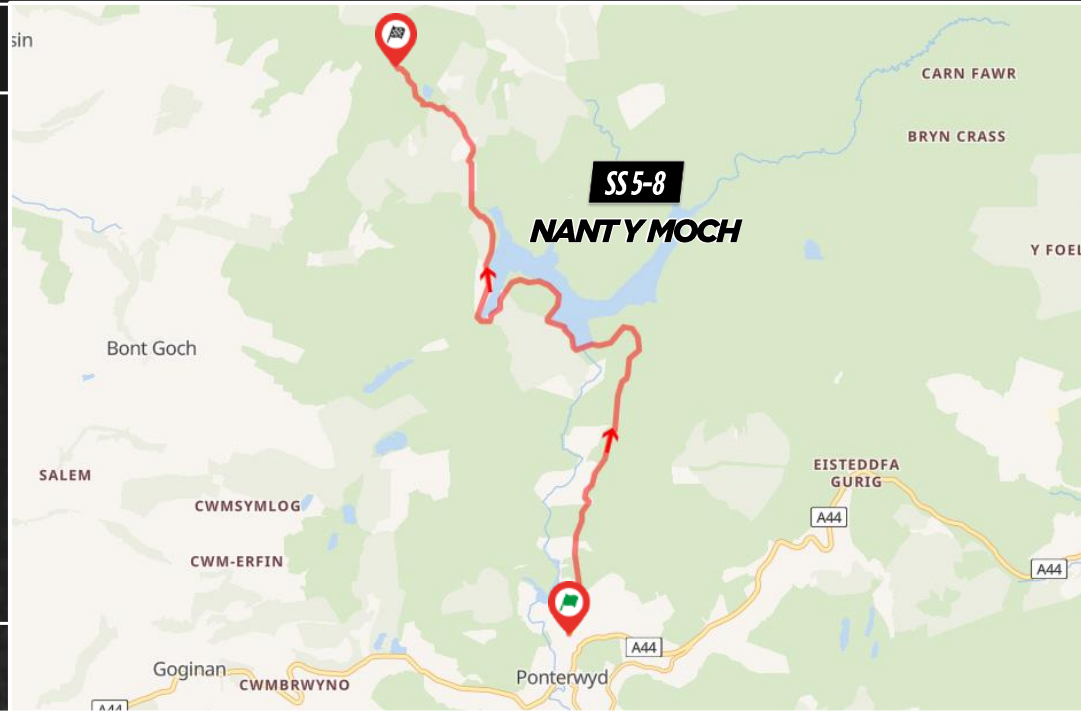 sin
CARN FAWR
BRYN CRASS
SS 5-8
NANT Y MOCH
Y FOEL
Bont Goch
SALEM
EISTEDDFA
GURIG
CWMSYMLOG
A44
CWM-ERFIN
A44
A44
Goginan
CWMBRWYNO
Ponterwyd
A44